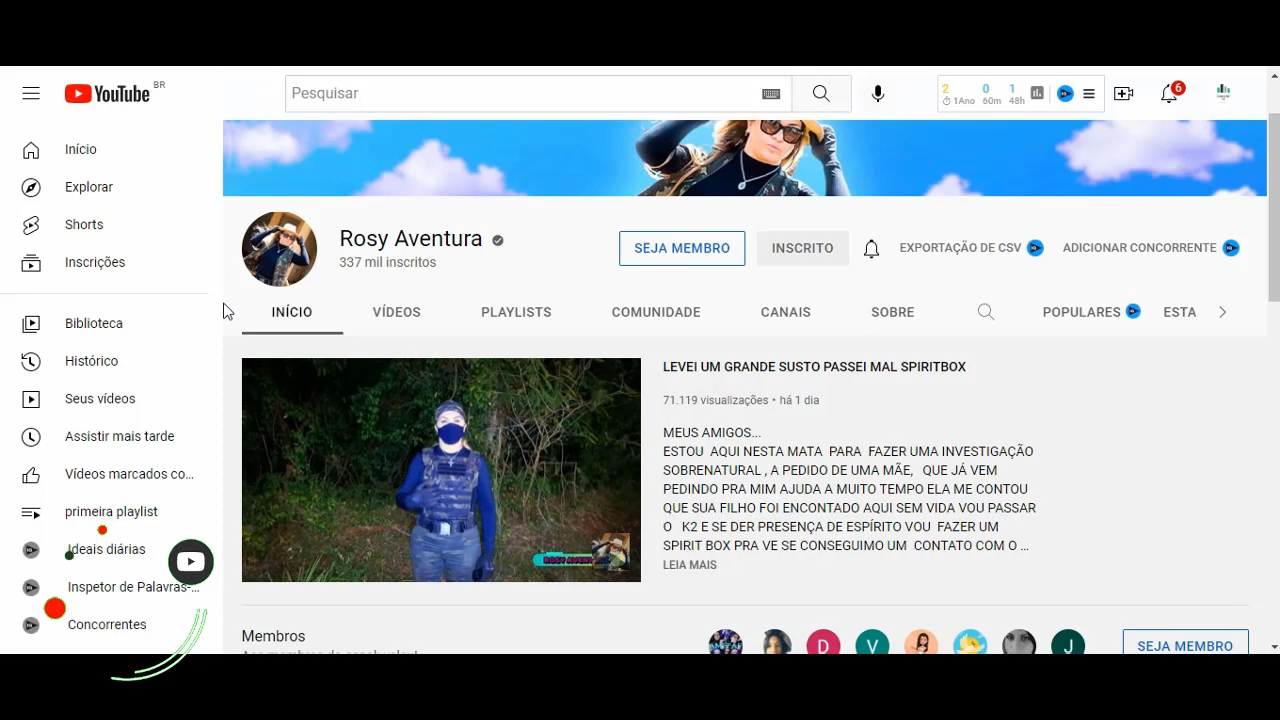 YouTube BR
Pesquisar
2 0 1
1Ano 60m 48h
6
Início
Explorar
Shorts
Inscrições
Biblioteca
Histórico
Seus vídeos
Assistir mais tarde
Vídeos marcados co...
primeira playlist
Ideais diárias
Inspetor de Palavras-...
Concorrentes
Rosy Aventura
337 mil inscritos
SEJA MEMBRO
INSCRITO
EXPORTAÇÃO DE CSV
ADICIONAR CONCORRENTE
INÍCIO
VÍDEOS
PLAYLISTS
COMUNIDADE
CANAIS
SOBRE
POPULARES
ESTA
LEVEI UM GRANDE SUSTO PASSEI MAL SPIRITBOX
71.119 visualizações • há 1 dia
MEUS AMIGOS...
ESTOU AQUI NESTA MATA PARA FAZER UMA INVESTIGAÇÃO
SOBRENATURAL , A PEDIDO DE UMA MÃE, QUE JÁ VEM
PEDINDO PRA MIM AJUDA A MUITO TEMPO ELA ME CONTOU
QUE SUA FILHO FOI ENCONTADO AQUI SEM VIDA VOU PASSAR
O K2 E SE DER PRESENÇA DE ESPÍRITO VOU FAZER UM
SPIRIT BOX PRA VE SE CONSEGUIMO UM CONTATO COM O ...
LEIA MAIS
Membros
D V J
SEJA MEMBRO